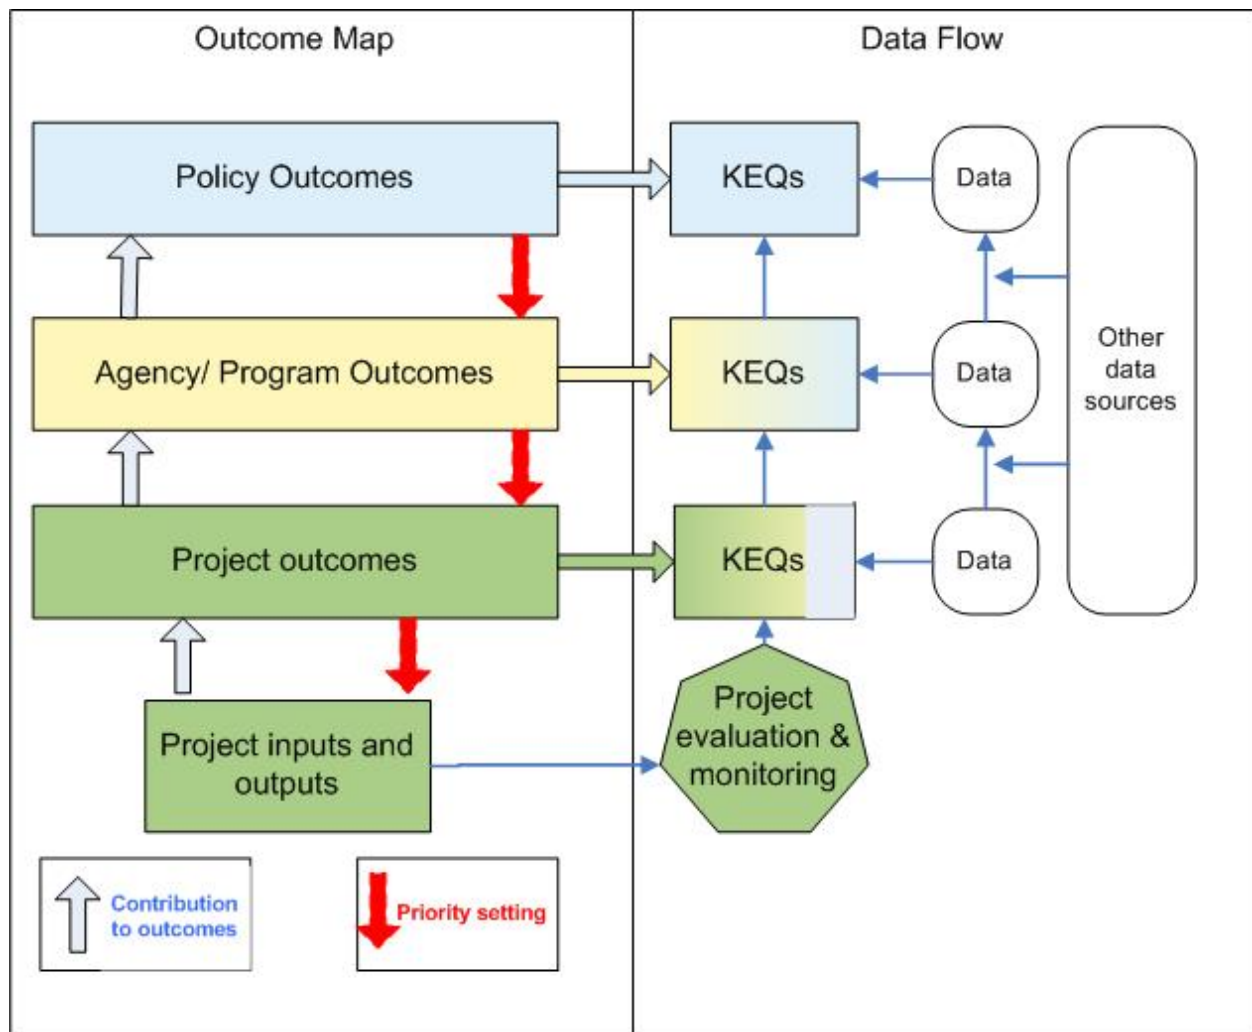 Outcome Map
Data Flow
Policy Outcomes
KEQs
Data
Agency/ Program Outcomes
KEQs
Data
Other
data
sources
Project outcomes
KEQs
Data
Project inputs and
outputs
Project
evaluation &
monitoring
Contribution
to outcomes
Priority setting